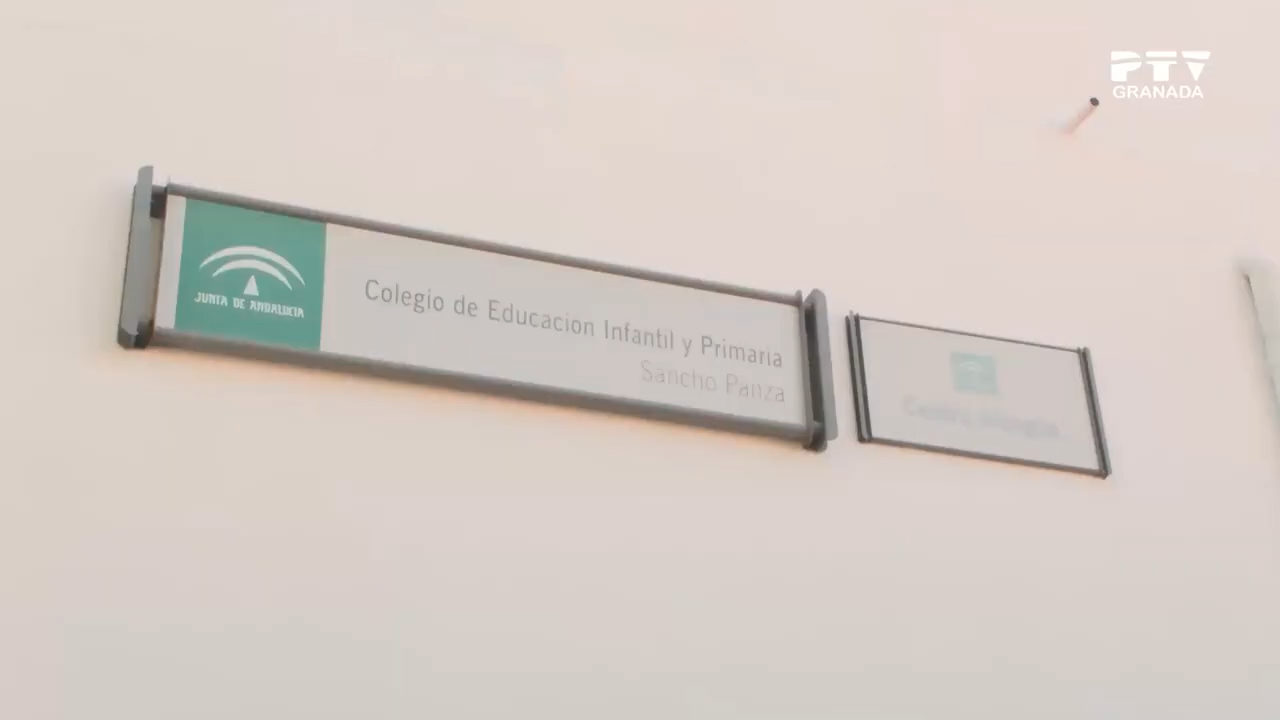 PTV
GRANADA
JUNTA DE ANDALUCIA
Colegio de Educacion Infantil y Primaria
Sancho Panza